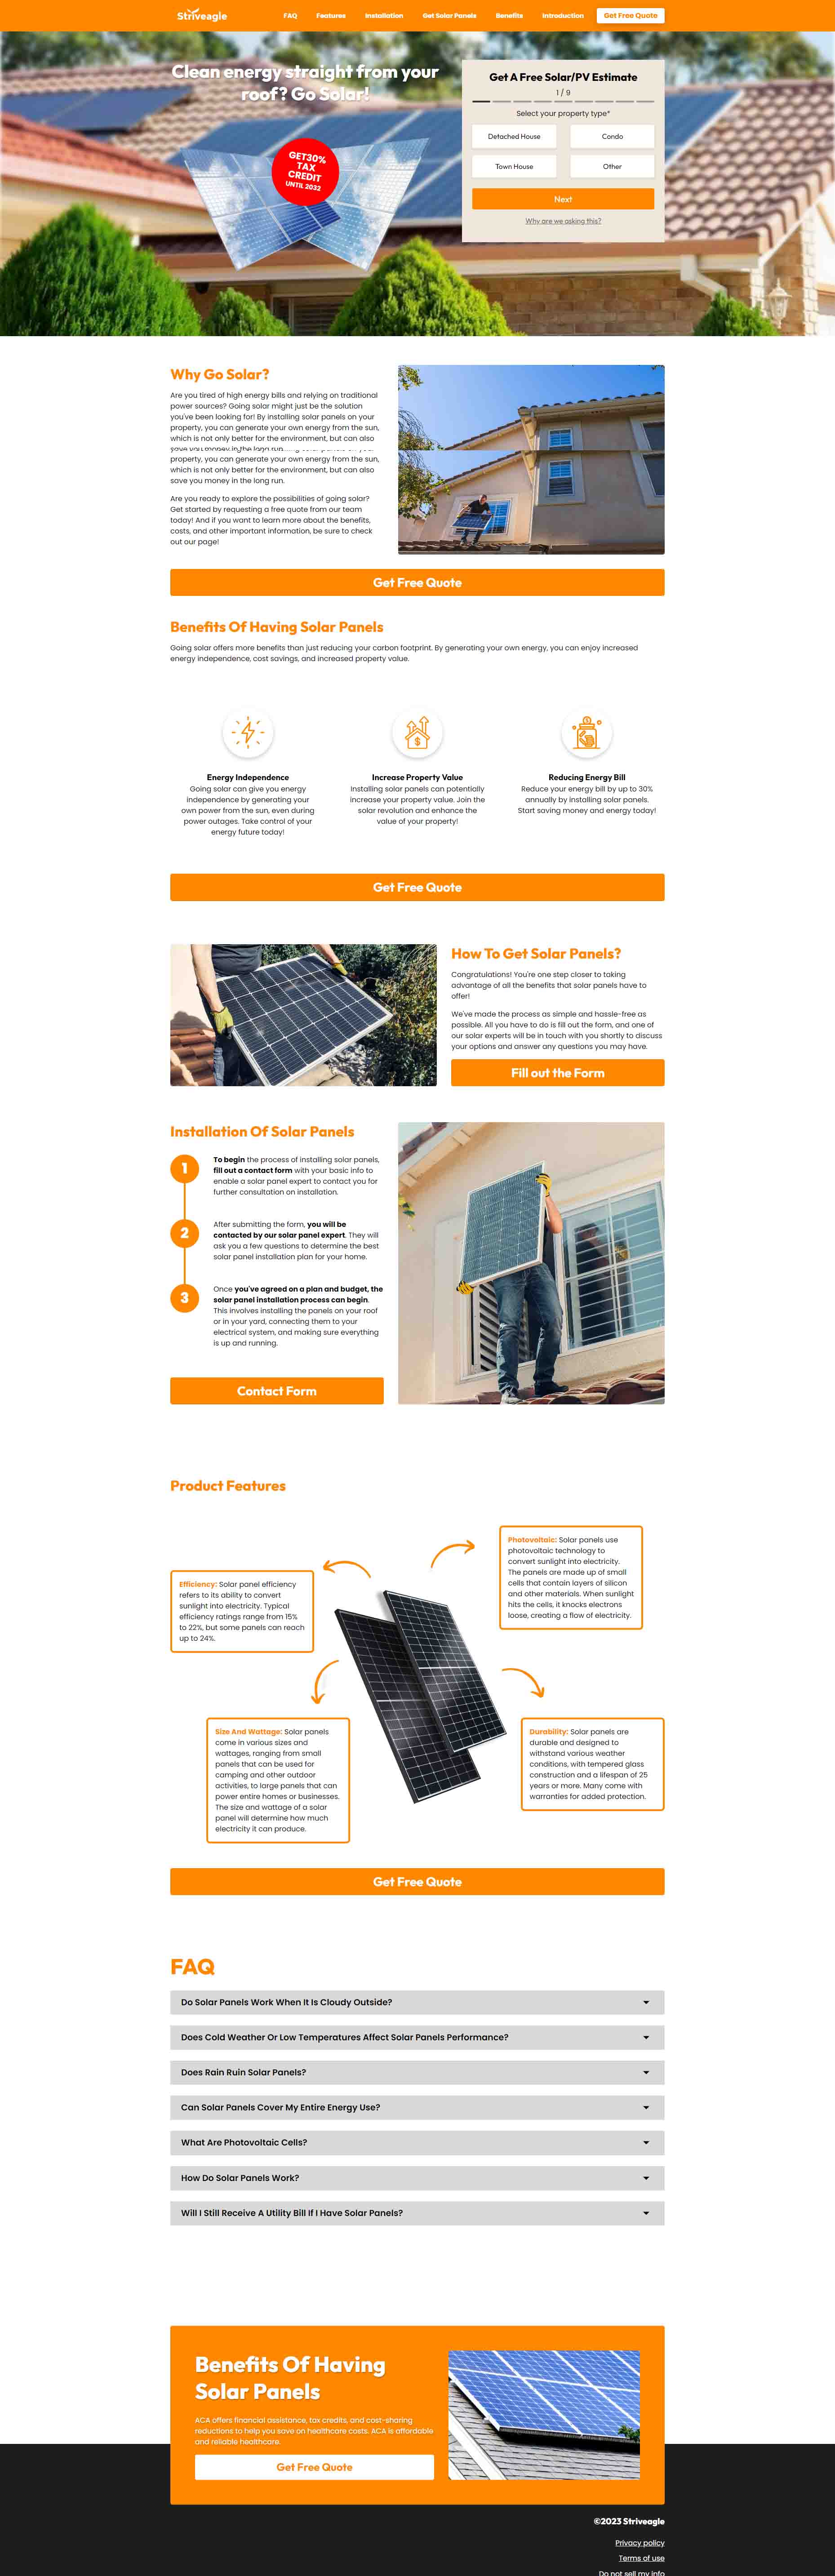 Striveagle
FAQ
Features
Installation
Get Solar Panels
Benefits
Introduction
Get Free Quote
Clean energy straight from your
roof? Go Solar!
GET30%
TAX
CREDIT
UNTIL 2032
Get A Free Solar/PV Estimate
1 / 9
Select your property type*
Detached House
Condo
Town House
Other
Next
Why are we asking this?
Why Go Solar?
Are you tired of high energy bills and relying on traditional
power sources? Going solar might just be the solution
you've been looking for! By installing solar panels on your
property, you can generate your own energy from the sun,
which is not only better for the environment, but can also
property, you can generate your own energy from the sun,
which is not only better for the environment, but can also
save you money in the long run.
Are you ready to explore the possibilities of going solar?
Get started by requesting a free quote from our team
today! And if you want to learn more about the benefits,
costs, and other important information, be sure to check
out our page!
Get Free Quote
Benefits Of Having Solar Panels
Going solar offers more benefits than just reducing your carbon footprint. By generating your own energy, you can enjoy increased
energy independence, cost savings, and increased property value.
Energy Independence
Going solar can give you energy
independence by generating your
own power from the sun, even during
power outages. Take control of your
energy future today!
Increase Property Value
Installing solar panels can potentially
increase your property value. Join the
solar revolution and enhance the
value of your property!
Reducing Energy Bill
Reduce your energy bill by up to 30%
annually by installing solar panels.
Start saving money and energy today!
Get Free Quote
How To Get Solar Panels?
Congratulations! You're one step closer to taking
advantage of all the benefits that solar panels have to
offer!
We've made the process as simple and hassle-free as
possible. All you have to do is fill out the form, and one of
our solar experts will be in touch with you shortly to discuss
your options and answer any questions you may have.
Fill out the Form
Installation Of Solar Panels
1
To begin the process of installing solar panels,
fill out a contact form with your basic info to
enable a solar panel expert to contact you for
further consultation on installation.
2
After submitting the form, you will be
contacted by our solar panel expert. They will
ask you a few questions to determine the best
solar panel installation plan for your home.
3
Once you've agreed on a plan and budget, the
solar panel installation process can begin.
This involves installing the panels on your roof
or in your yard, connecting them to your
electrical system, and making sure everything
is up and running.
Contact Form
Product Features
Photovoltaic: Solar panels use
photovoltaic technology to
convert sunlight into electricity.
The panels are made up of small
cells that contain layers of silicon
and other materials. When sunlight
hits the cells, it knocks electrons
loose, creating a flow of electricity.
Efficiency: Solar panel efficiency
refers to its ability to convert
sunlight into electricity. Typical
efficiency ratings range from 15%
to 22%, but some panels can reach
up to 24%.
Size And Wattage: Solar panels
come in various sizes and
wattages, ranging from small
panels that can be used for
camping and other outdoor
activities, to large panels that can
power entire homes or businesses.
The size and wattage of a solar
panel will determine how much
electricity it can produce.
Durability: Solar panels are
durable and designed to
withstand various weather
conditions, with tempered glass
construction and a lifespan of 25
years or more. Many come with
warranties for added protection.
Get Free Quote
FAQ
Do Solar Panels Work When It Is Cloudy Outside?
Does Cold Weather Or Low Temperatures Affect Solar Panels Performance?
Does Rain Ruin Solar Panels?
Can Solar Panels Cover My Entire Energy Use?
What Are Photovoltaic Cells?
How Do Solar Panels Work?
Will I Still Receive A Utility Bill If I Have Solar Panels?
Benefits Of Having
Solar Panels
ACA offers financial assistance, tax credits, and cost-sharing
reductions to help you save on healthcare costs. ACA is affordable
and reliable healthcare.
Get Free Quote
©2023 Striveagle
Privacy policy
Terms of use
Do not sell my info